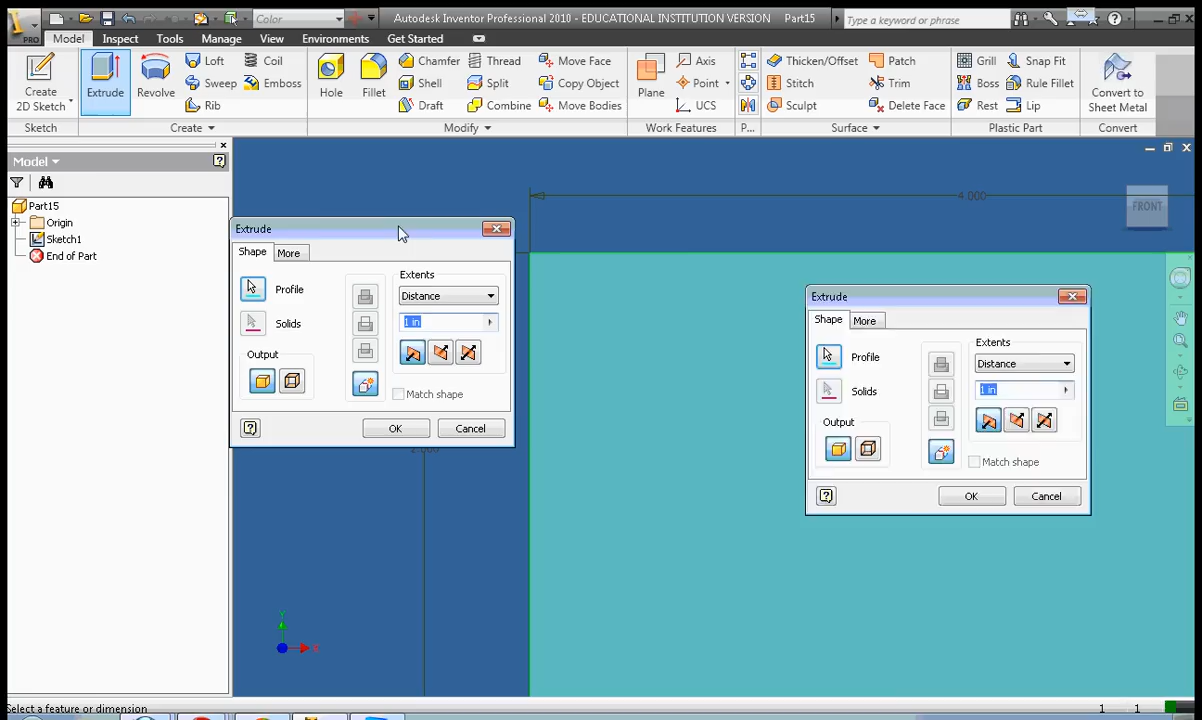 Color
Autodesk Inventor Professional 2010 - EDUCATIONAL INSTITUTION VERSION Part15
Type a keyword or phrase
PRO
Model Inspect Tools Manage Environments View Get Started
Create
2D Sketch
Extrude
Revolve
Loft
Sweep
Rib
Coil
Emboss
Hole
Fillet
Chamfer
Shell
Draft
Thread
Split
Combine
Move Face
Copy Object
Move Bodies
Plane
Axis
Point
UCS
Thicken/Offset
Stitch
Sculpt
Patch
Trim
Delete Face
Grill
Boss
Rest
Snap Fit
Rule Fillet
Lip
Convert to
Sheet Metal
Sketch Create Modify Work Features P... Surface Plastic Part Convert
Model
Part15
Origin
Sketch1
End of Part
4.000
FRONT
2.000
Extrude
Shape More
Profile
Solids
Output
Extents
Distance
1 in
Match shape
OK Cancel
Extrude
Shape More
Profile
Solids
Output
Extents
Distance
1 in
Match shape
OK Cancel
Y
X
Select a feature or dimension
1 1